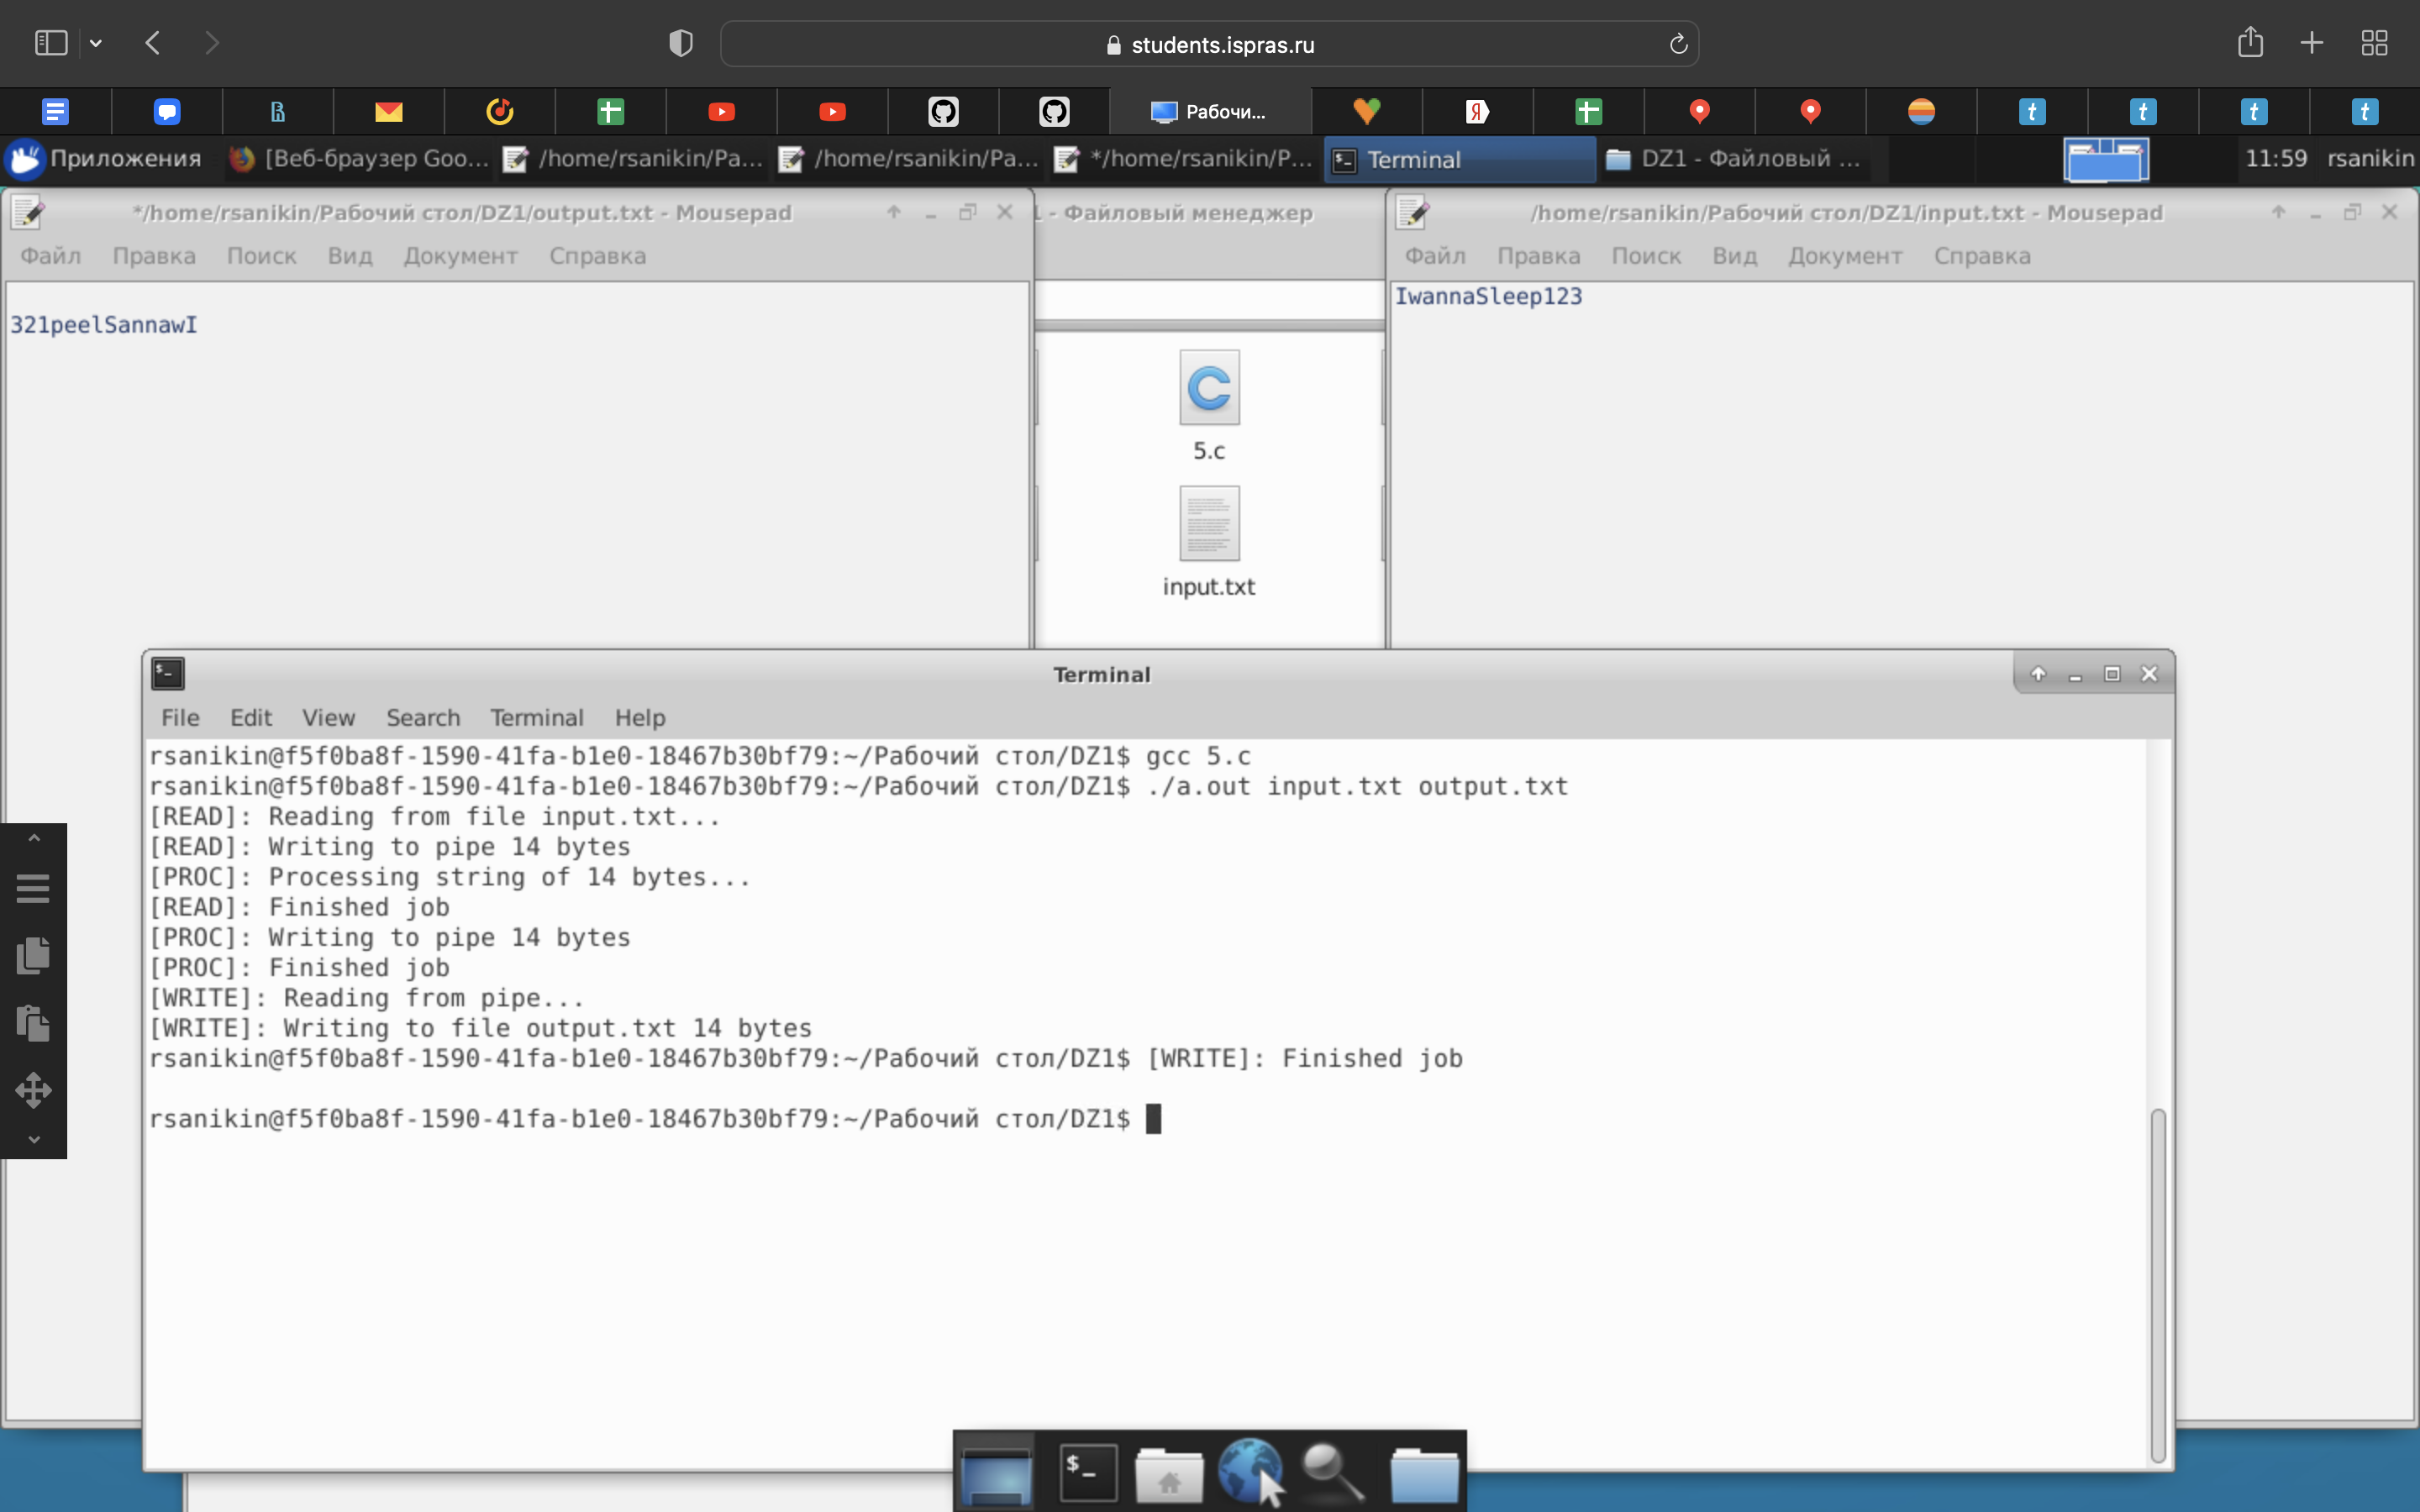 students.ispras.ru
Рабочи...
Приложения
[Веб-браузер Goo...
/home/rsanikin/Pa...
/home/rsanikin/Pa...
*/home/rsanikin/P...
Terminal
DZ1 - Файловый ...
11:59
rsanikin
*/home/rsanikin/Рабочий стол/DZ1/output.txt - Mousepad
Файл Правка Поиск Вид Документ Справка
321peelSannawI
1 - Файловый менеджер
5.c
input.txt
/home/rsanikin/Рабочий стол/DZ1/input.txt - Mousepad
Файл Правка Поиск Вид Документ Справка
IwannaSleep123
Terminal
File Edit View Search Terminal Help
rsanikin@f5f0ba8f-1590-41fa-b1e0-18467b30bf79:~/Рабочий стол/DZ1$ gcc 5.c
rsanikin@f5f0ba8f-1590-41fa-b1e0-18467b30bf79:~/Рабочий стол/DZ1$ ./a.out input.txt output.txt
[READ]: Reading from file input.txt...
[READ]: Writing to pipe 14 bytes
[PROC]: Processing string of 14 bytes...
[READ]: Finished job
[PROC]: Writing to pipe 14 bytes
[PROC]: Finished job
[WRITE]: Reading from pipe...
[WRITE]: Writing to file output.txt 14 bytes
rsanikin@f5f0ba8f-1590-41fa-b1e0-18467b30bf79:~/Рабочий стол/DZ1$ [WRITE]: Finished job
rsanikin@f5f0ba8f-1590-41fa-b1e0-18467b30bf79:~/Рабочий стол/DZ1$